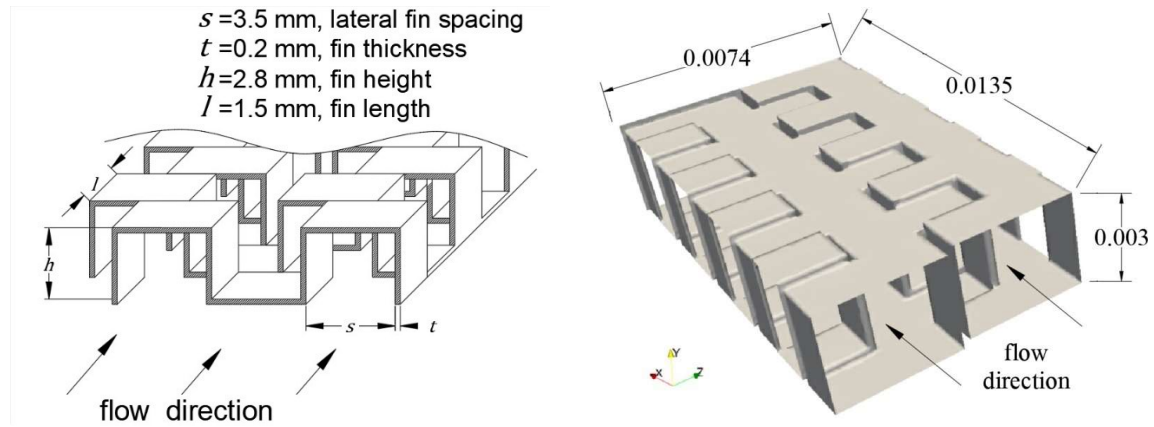 s =3.5 mm, lateral fin spacing
t =0.2 mm, fin thickness
h =2.8 mm, fin height
l =1.5 mm, fin length
l
h
s
t
flow direction
0.0074
0.0135
0.003
flow
direction
Y
X
Z